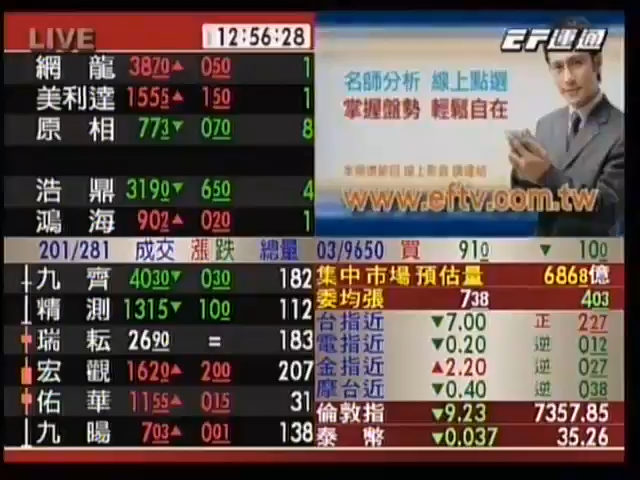 LIVE 12:56:28
網龍 3870▲ 050 1
美利達 1555▲ 150 1
原相 773▼ 070 8
浩鼎 3190▼ 650 4
鴻海 902▲ 020 1
EF運通
名師分析 線上點選
掌握盤勢 輕鬆自在
www.eftv.com.tw
201/281 成交 漲跌 總量
九齊 4030▼ 030 182
精測 1315▼ 100 112
瑞耘 2690 = 183
宏觀 1620▲ 200 207
佑華 1155▲ 015 31
九暘 703▲ 001 138
03/9650 買 910 ▼ 100
集中市場預估量 6868億
委均張 738 403
台指近 ▼7.00 正 227
電指近 ▼0.20 逆 012
金指近 ▲2.20 逆 027
摩台近 ▼0.40 逆 038
倫敦指 ▼9.23 7357.85
泰幣 ▼0.037 35.26